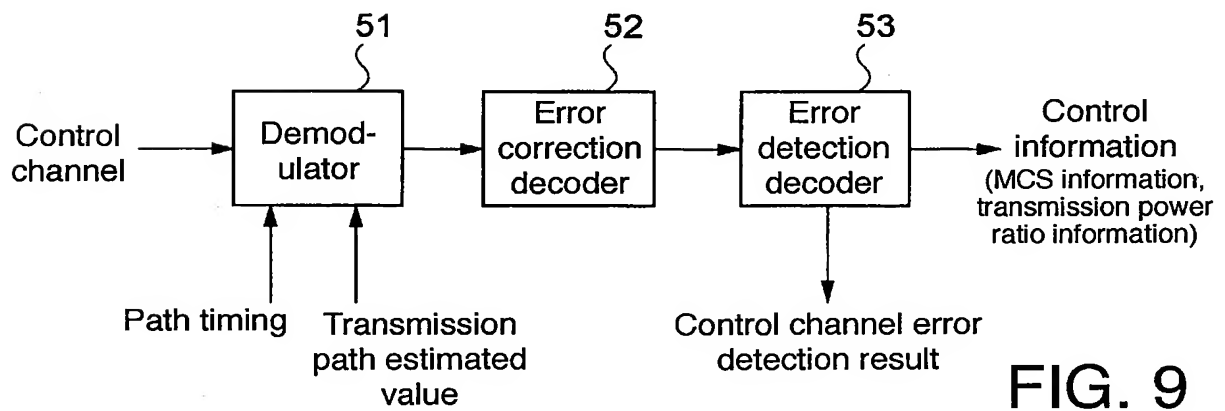 51
52
53
Control
channel
Demod-
ulator
Error
correction
decoder
Error
detection
decoder
Control
information
(MCS information,
transmission power
ratio information)
Path timing
Transmission
path estimated
value
Control channel error
detection result
FIG. 9